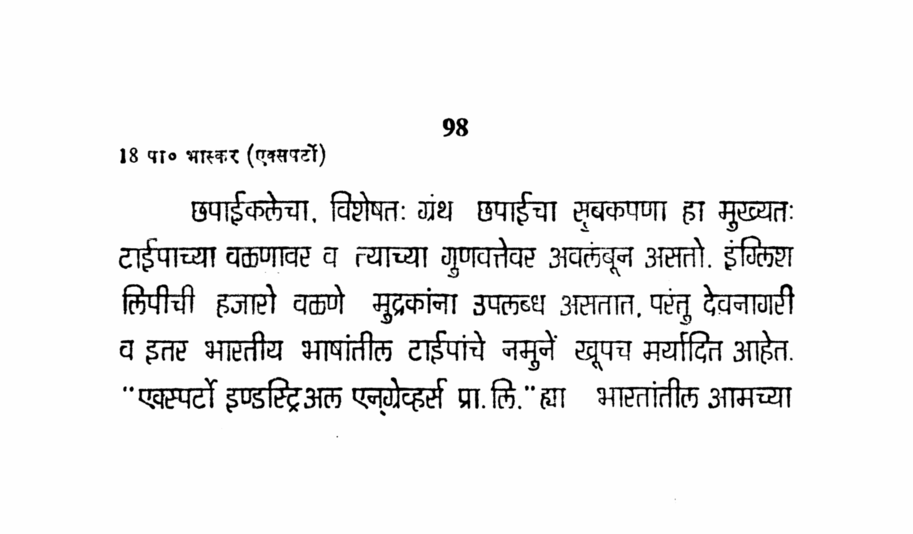 98
18 पा० भास्कर (एक्सपर्टो)
छपाईकलेचा, विशेषतः ग्रंथ छपाईचा सृबकपणा हा मुख्यतः
टाईपाच्या वळणावर व त्याच्या गुणवत्तेवर अवलंबून असतो. इंग्लिश
लिपीची हजारो वळणे मुद्रकांना उपलब्ध असतात, परंतु देवनागरी
व इतर भारतीय भाषांतील टाईपांचे नमुनें खूपच मर्यादित आहेत.
"एक्स्पर्टो इण्डस्ट्रिअल एन्ग्रेव्हर्स प्रा.लि." ह्या भारतांतील आमच्या